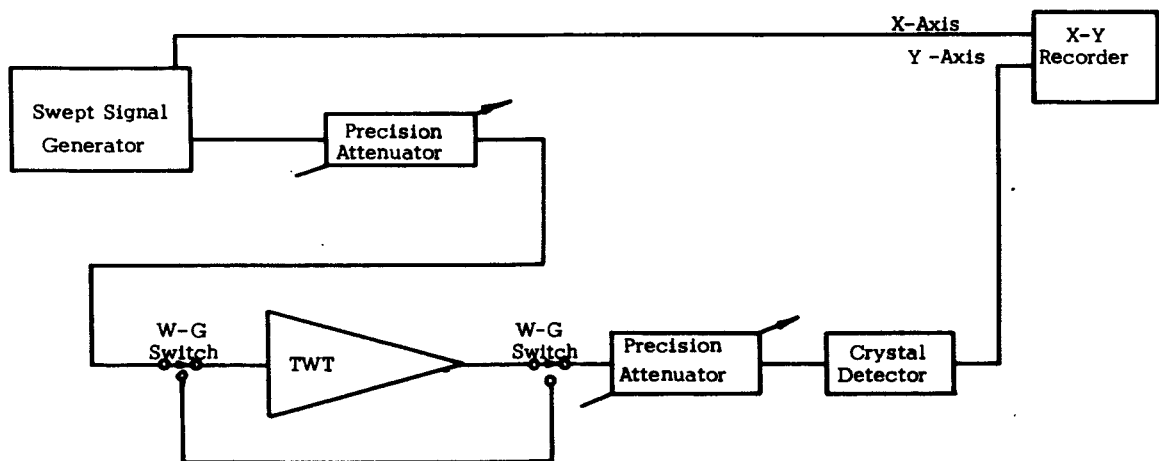 X-Axis
Y -Axis
X-Y
Recorder
Swept Signal
Generator
Precision
Attenuator
W-G
Switch
TWT
W-G
Switch
Precision
Attenuator
Crystal
Detector